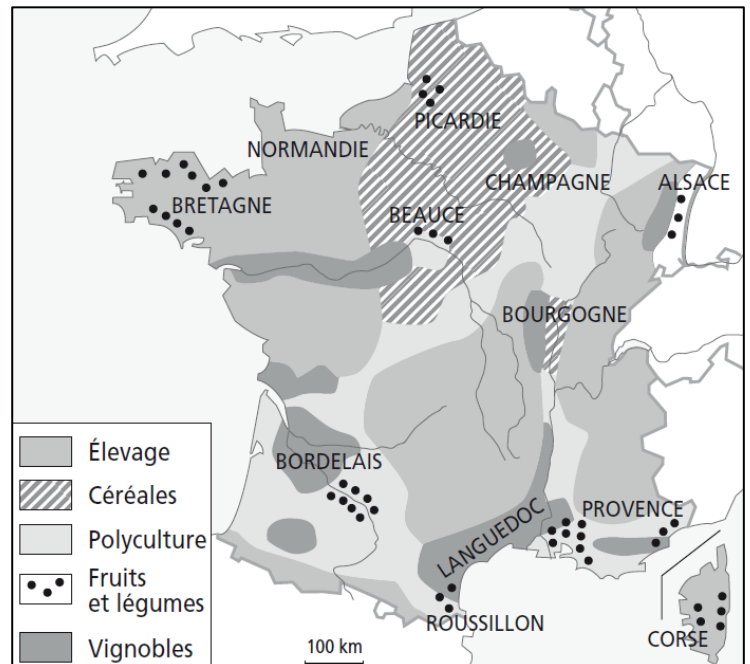 PICARDIE
NORMANDIE
CHAMPAGNE
ALSACE
BRETAGNE
BEAUCE
BOURGOGNE
BORDELAIS
LANGUEDOC
PROVENCE
ROUSSILLON
CORSE
Élevage
Céréales
Polyculture
Fruits
et légumes
Vignobles
100 km